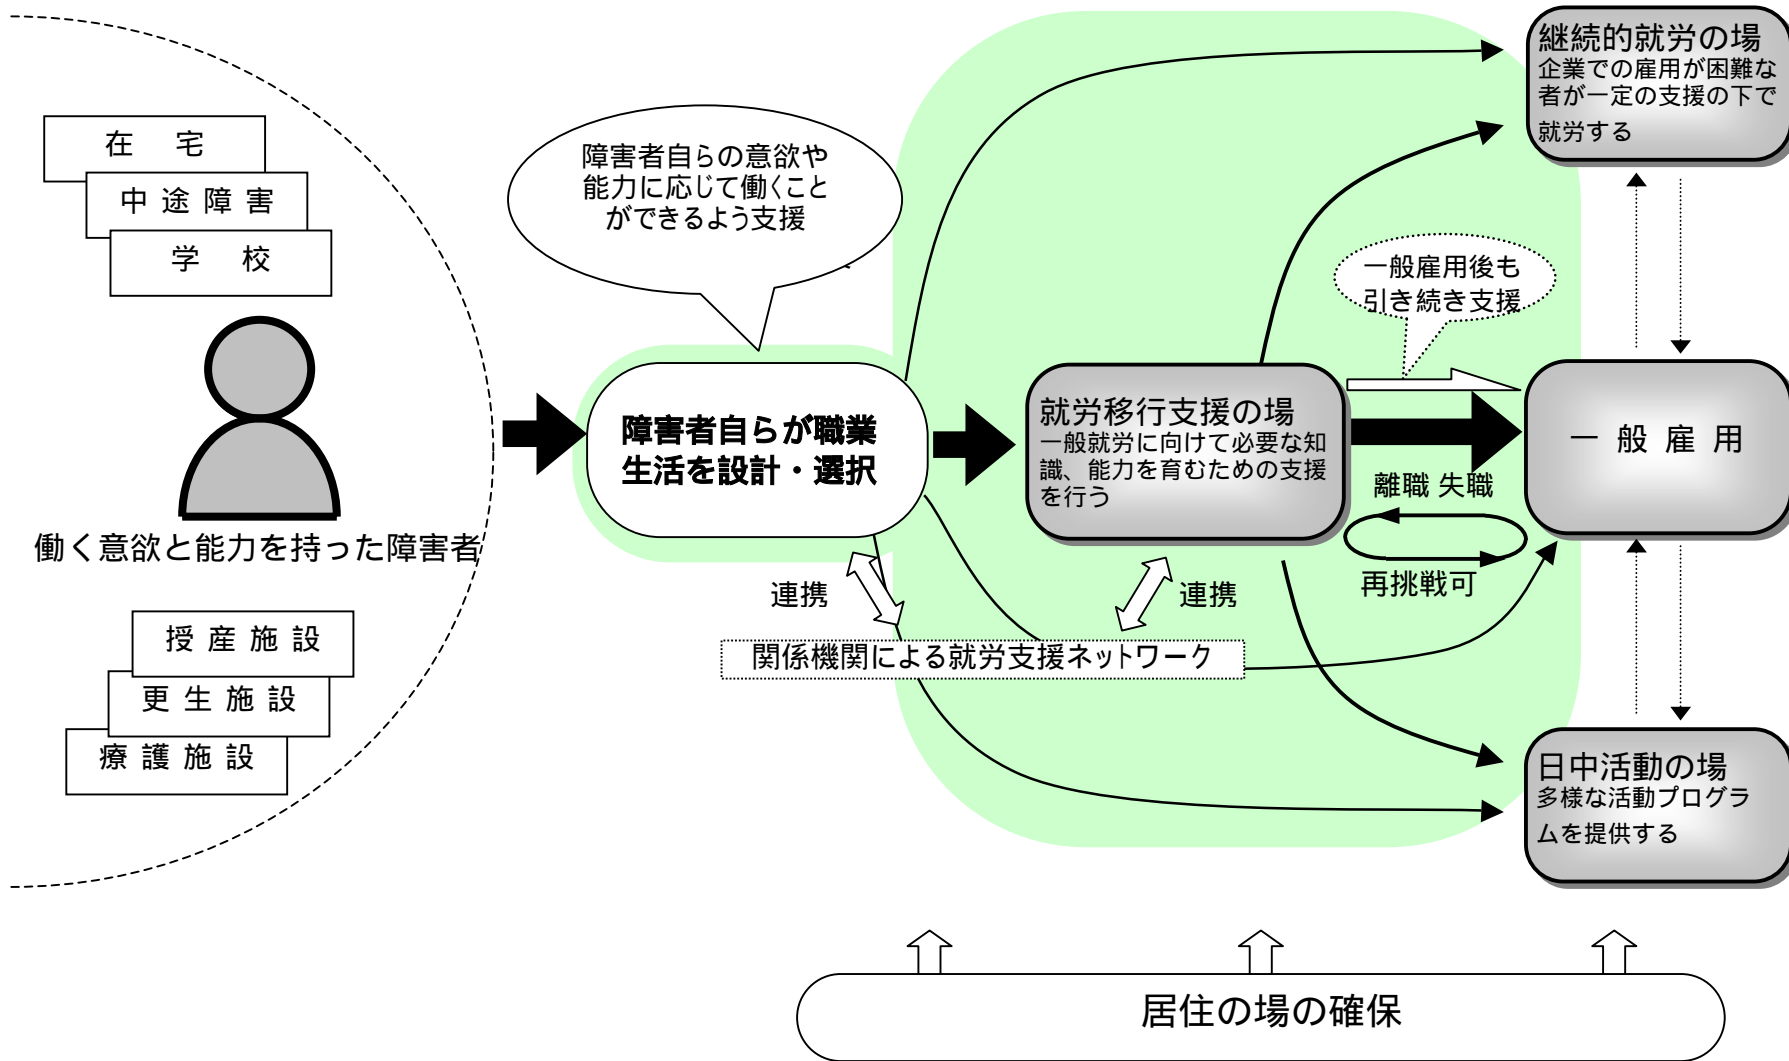 在 宅
中 途 障 害
学 校
働く意欲と能力を持った障害者
授 産 施 設
更 生 施 設
療 護 施 設
障害者自らの意欲や
能力に応じて働くこと
ができるよう支援
障害者自らが職業
生活を設計・選択
連携
関係機関による就労支援ネットワーク
連携
就労移行支援の場
一般就労に向けて必要な知
識、能力を育むための支援
を行う
一般雇用後も
引き続き支援
離職 失職
再挑戦可
継続的就労の場
企業での雇用が困難な
者が一定の支援の下で
就労する
一 般 雇 用
日中活動の場
多様な活動プログラ
ムを提供する
居住の場の確保